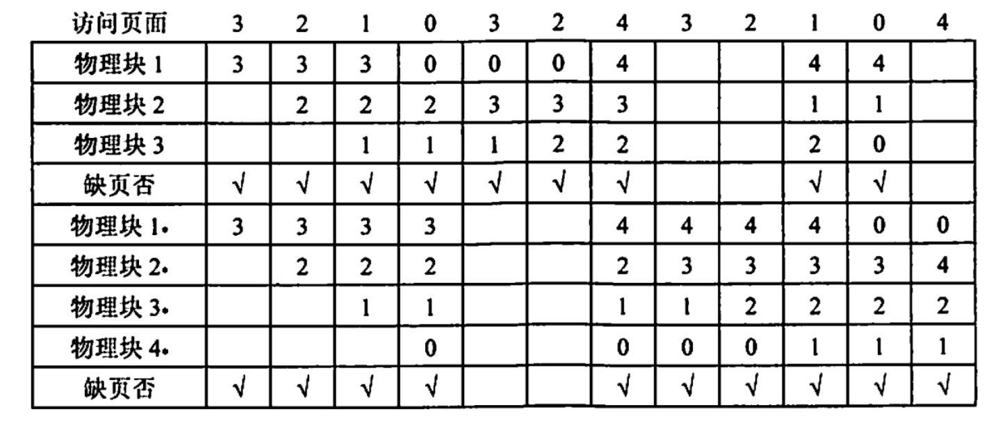 访问页面 3 2 1 0 3 2 4 3 2 1 0 4
物理块 1 3 3 3 0 0 0 4 4 4
物理块 2 2 2 2 3 3 3 1 1
物理块 3 1 1 1 2 2 2 0
缺页否 √ √ √ √ √ √ √ √ √
物理块 1• 3 3 3 3 4 4 4 4 0 0
物理块 2• 2 2 2 2 3 3 3 3 4
物理块 3• 1 1 1 1 2 2 2 2
物理块 4• 0 0 0 0 1 1 1
缺页否 √ √ √ √ √ √ √ √ √ √